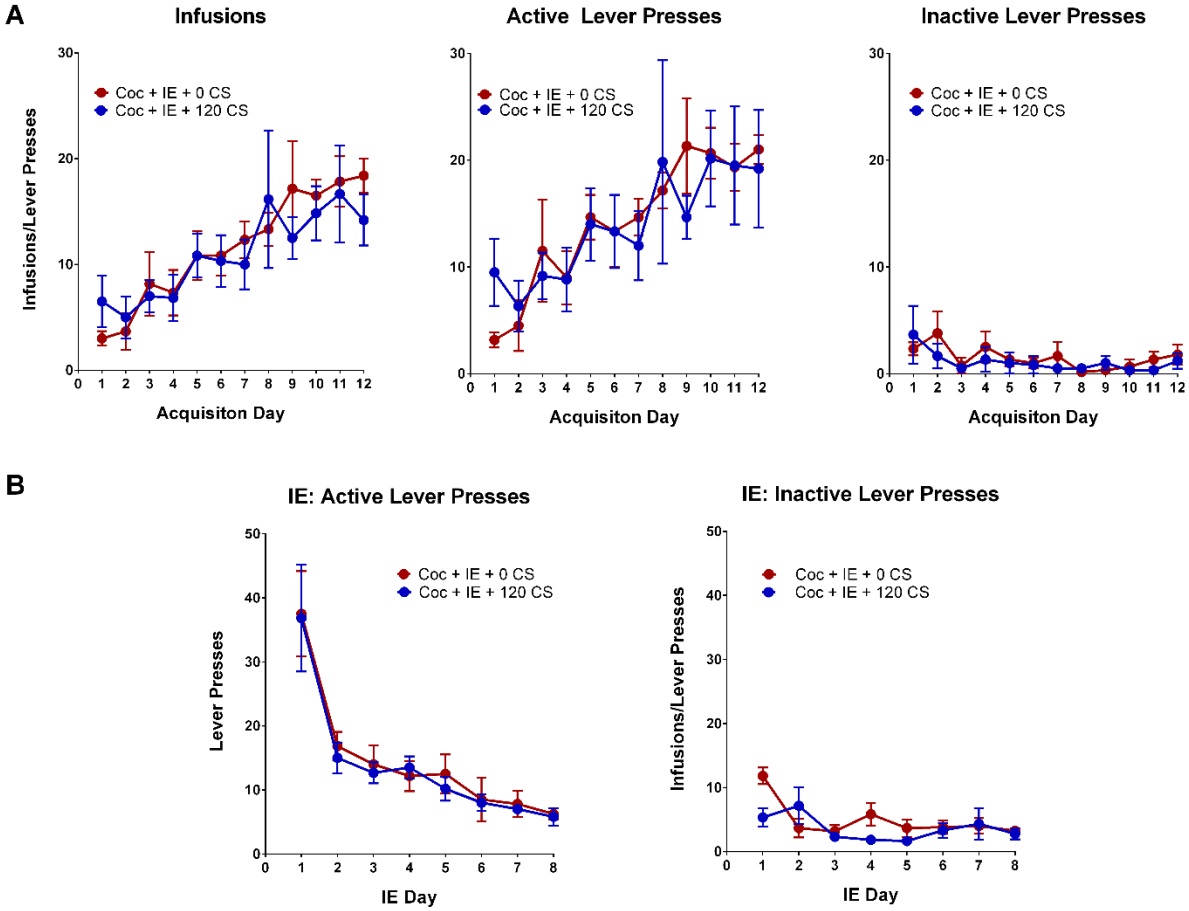 A
Infusions
Active Lever Presses
Inactive Lever Presses
Infusions/Lever Presses
30
20
10
0
Coc + IE + 0 CS
Coc + IE + 120 CS
0 1 2 3 4 5 6 7 8 9 10 11 12
Acquisiton Day
30
20
10
0
Coc + IE + 0 CS
Coc + IE + 120 CS
0 1 2 3 4 5 6 7 8 9 10 11 12
Acquisiton Day
30
20
10
0
Coc + IE + 0 CS
Coc + IE + 120 CS
0 1 2 3 4 5 6 7 8 9 10 11 12
Acquisiton Day
B
IE: Active Lever Presses
Lever Presses
50
40
30
20
10
0
Coc + IE + 0 CS
Coc + IE + 120 CS
0 1 2 3 4 5 6 7 8
IE Day
IE: Inactive Lever Presses
Infusions/Lever Presses
50
40
30
20
10
0
Coc + IE + 0 CS
Coc + IE + 120 CS
0 1 2 3 4 5 6 7 8
IE Day